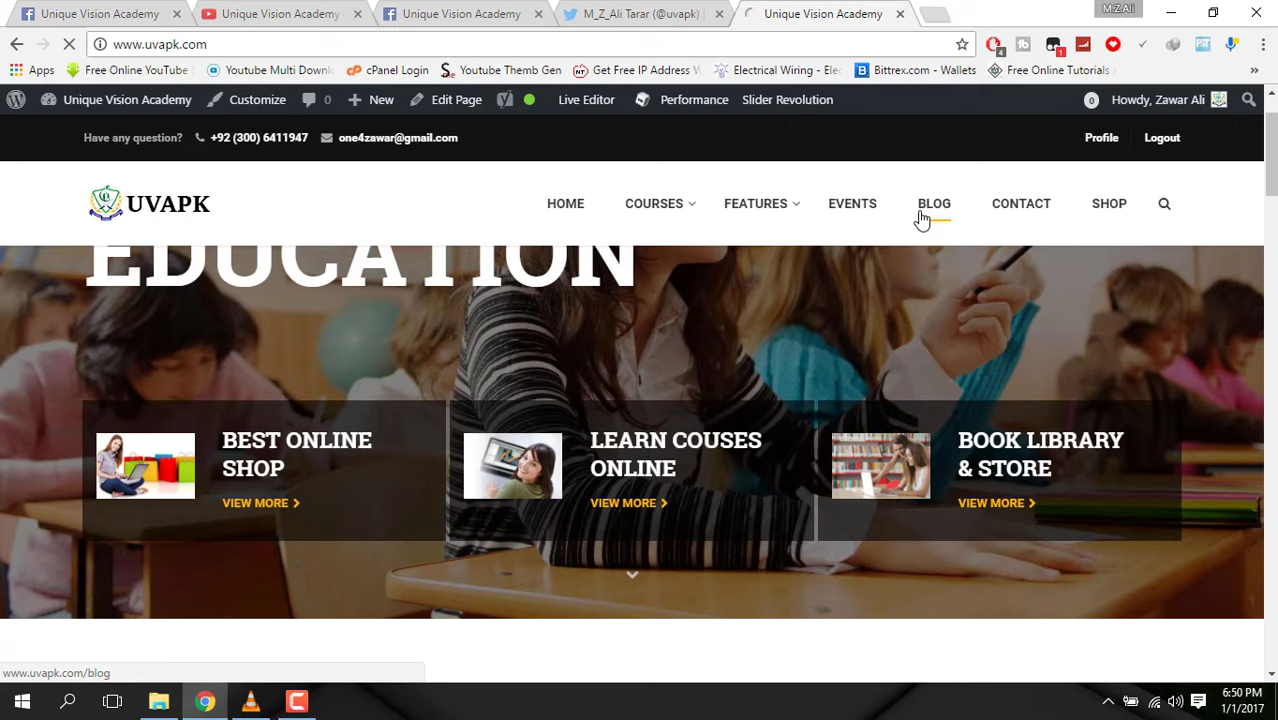 Unique Vision Academy
Unique Vision Academy
Unique Vision Academy
M_Z_Ali Tarar (@uvapk) |
Unique Vision Academy
M.Z.Ali
www.uvapk.com
4
1
Apps
Free Online YouTube
Youtube Multi Downl
cPanel Login
Youtube Themb Gen
Get Free IP Address
Electrical Wiring - Elec
Bittrex.com - Wallets
Free Online Tutorials
»
Unique Vision Academy
Customize
0
New
Edit Page
Live Editor
Performance
Slider Revolution
0
Howdy, Zawar Ali
Have any question?
+92 (300) 6411947
one4zawar@gmail.com
Profile
Logout
UVAPK
HOME
COURSES
FEATURES
EVENTS
BLOG
CONTACT
SHOP
EDUCATION
BEST ONLINE
SHOP
VIEW MORE
LEARN COUSES
ONLINE
VIEW MORE
BOOK LIBRARY
& STORE
VIEW MORE
www.uvapk.com/blog
6:50 PM
1/1/2017